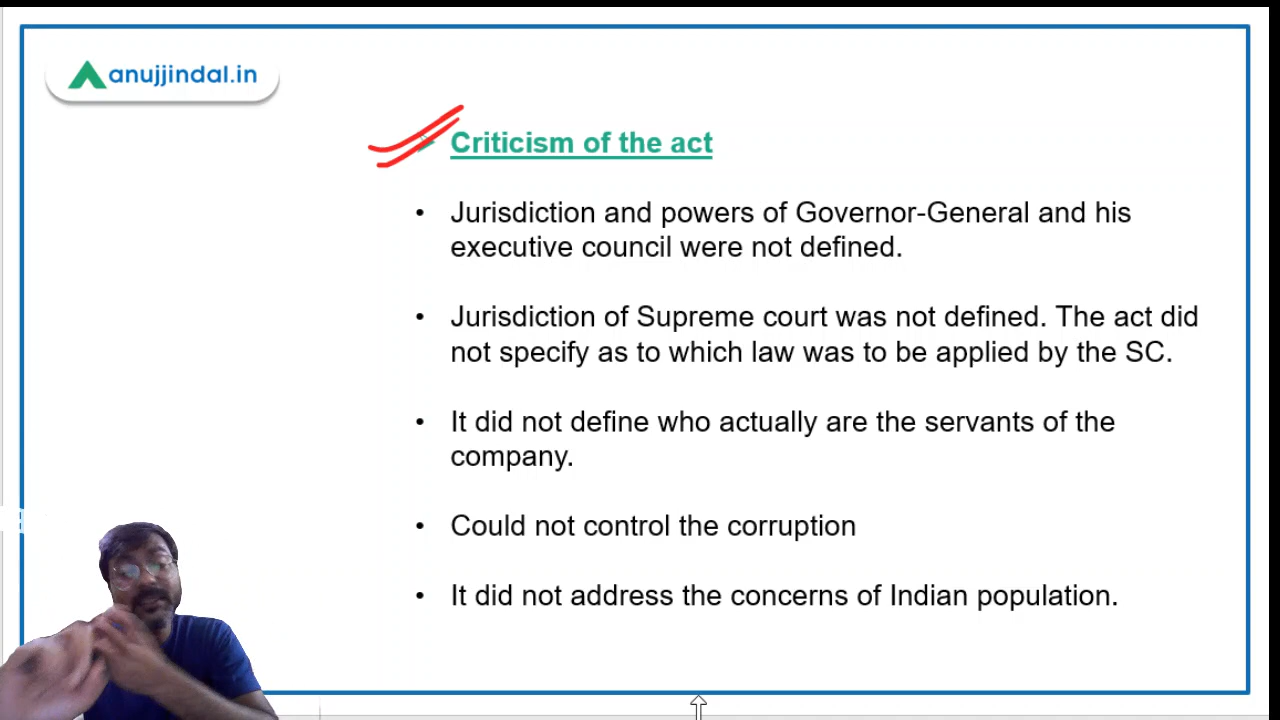 anujjindal.in
Criticism of the act
• Jurisdiction and powers of Governor-General and his
executive council were not defined.
• Jurisdiction of Supreme court was not defined. The act did
not specify as to which law was to be applied by the SC.
• It did not define who actually are the servants of the
company.
• Could not control the corruption
• It did not address the concerns of Indian population.